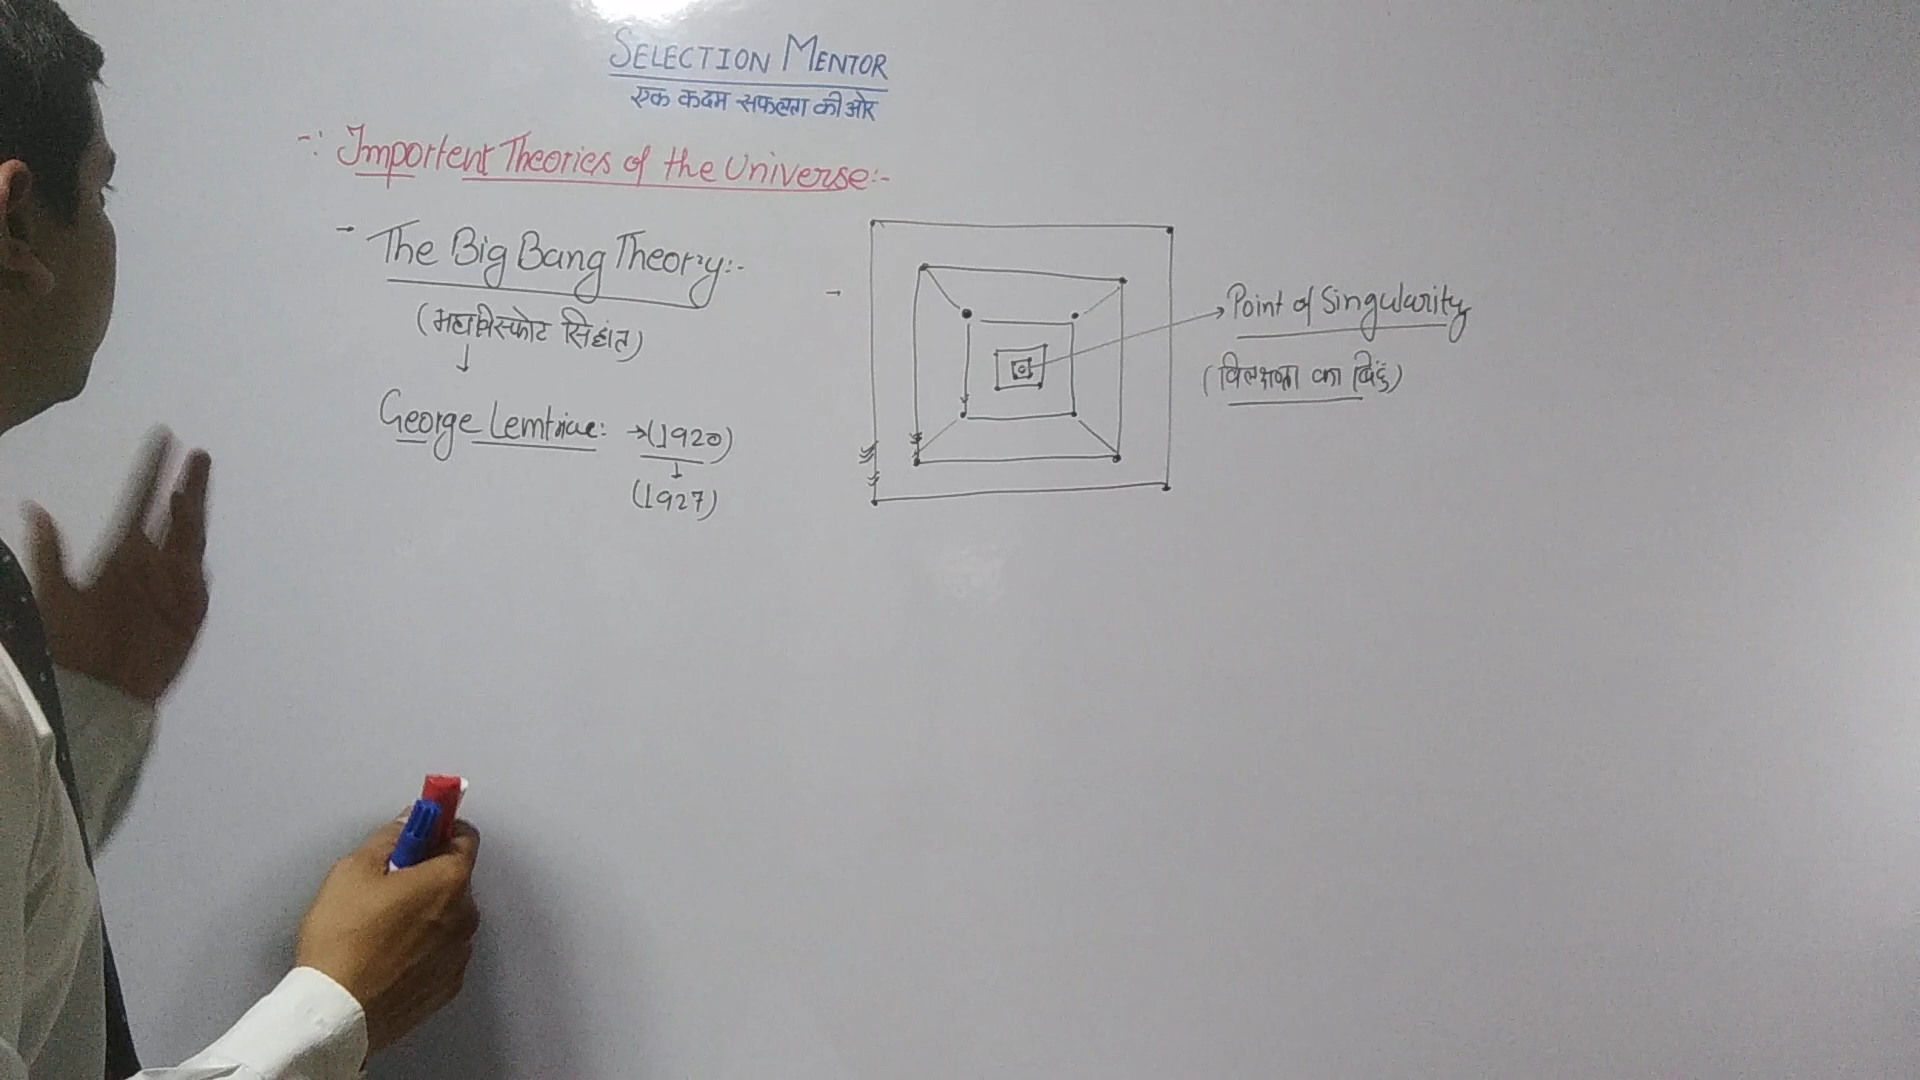 SELECTION MENTOR
एक कदम सफलता की ओर
-: Importent Theories of the Universe:-
- The Big Bang Theory:-
(महाविस्फोट सिद्धांत)
↓
George Lemtriae: →(1920)
↓
(1927)
→Point of Singularity
(विलक्षणता का बिंदु)